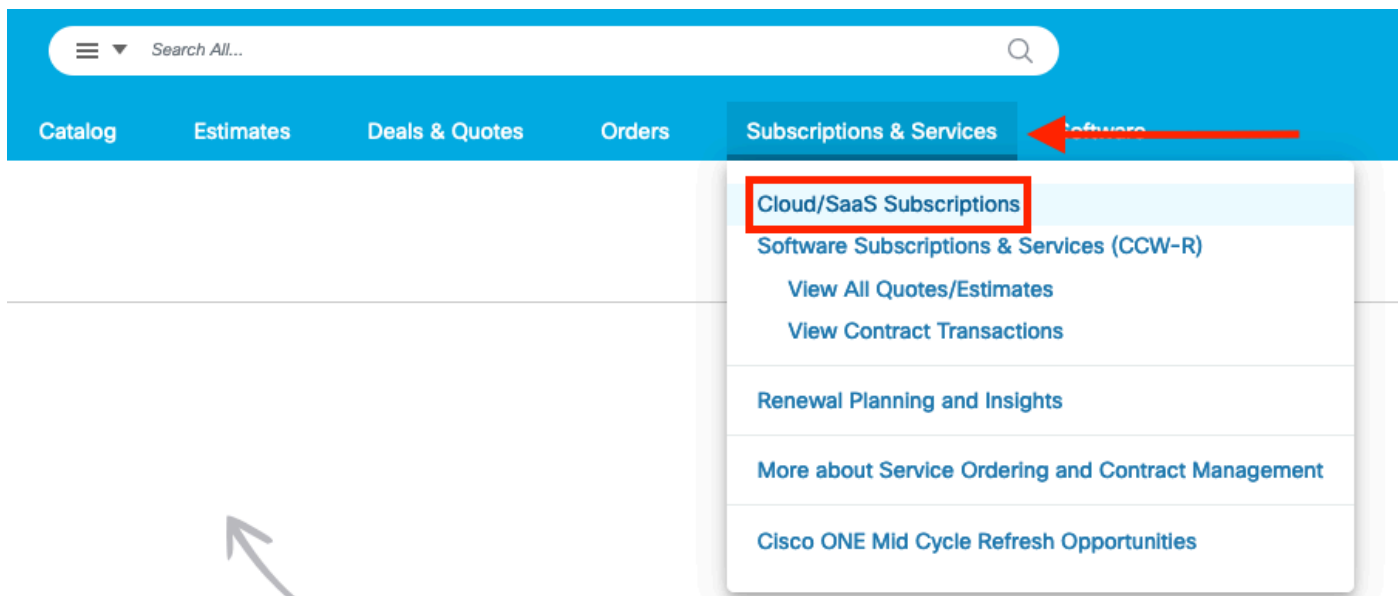 Search All...
Catalog Estimates Deals & Quotes Orders Subscriptions & Services Software
Cloud/SaaS Subscriptions
Software Subscriptions & Services (CCW-R)
View All Quotes/Estimates
View Contract Transactions
Renewal Planning and Insights
More about Service Ordering and Contract Management
Cisco ONE Mid Cycle Refresh Opportunities